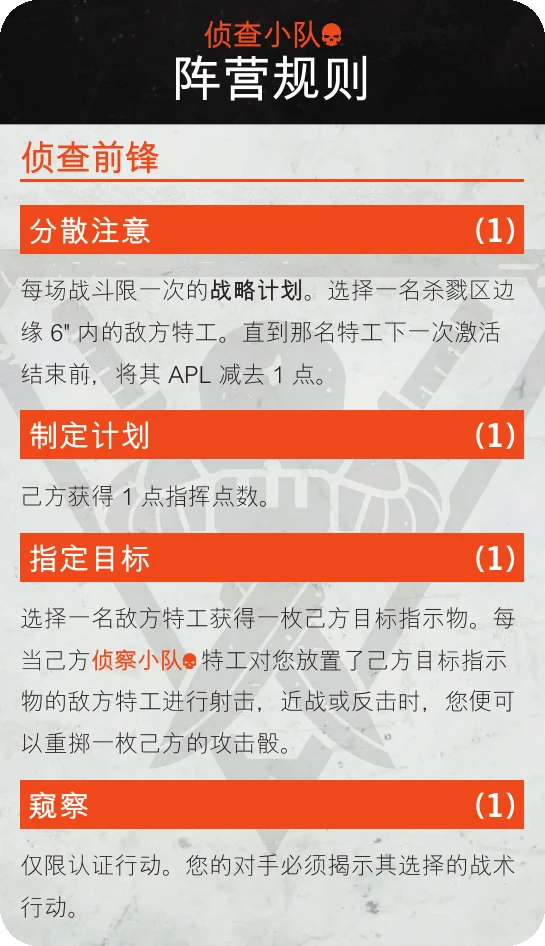 侦查小队
阵营规则
侦查前锋
分散注意 (1)
每场战斗限一次的战略计划。选择一名杀戮区边
缘 6" 内的敌方特工。直到那名特工下一次激活
结束前，将其 APL 减去 1 点。
制定计划 (1)
己方获得 1 点指挥点数。
指定目标 (1)
选择一名敌方特工获得一枚己方目标指示物。每
当己方侦察小队特工对您放置了己方目标指示
物的敌方特工进行射击，近战或反击时，您便可
以重掷一枚己方的攻击骰。
窥察 (1)
仅限认证行动。您的对手必须揭示其选择的战术
行动。